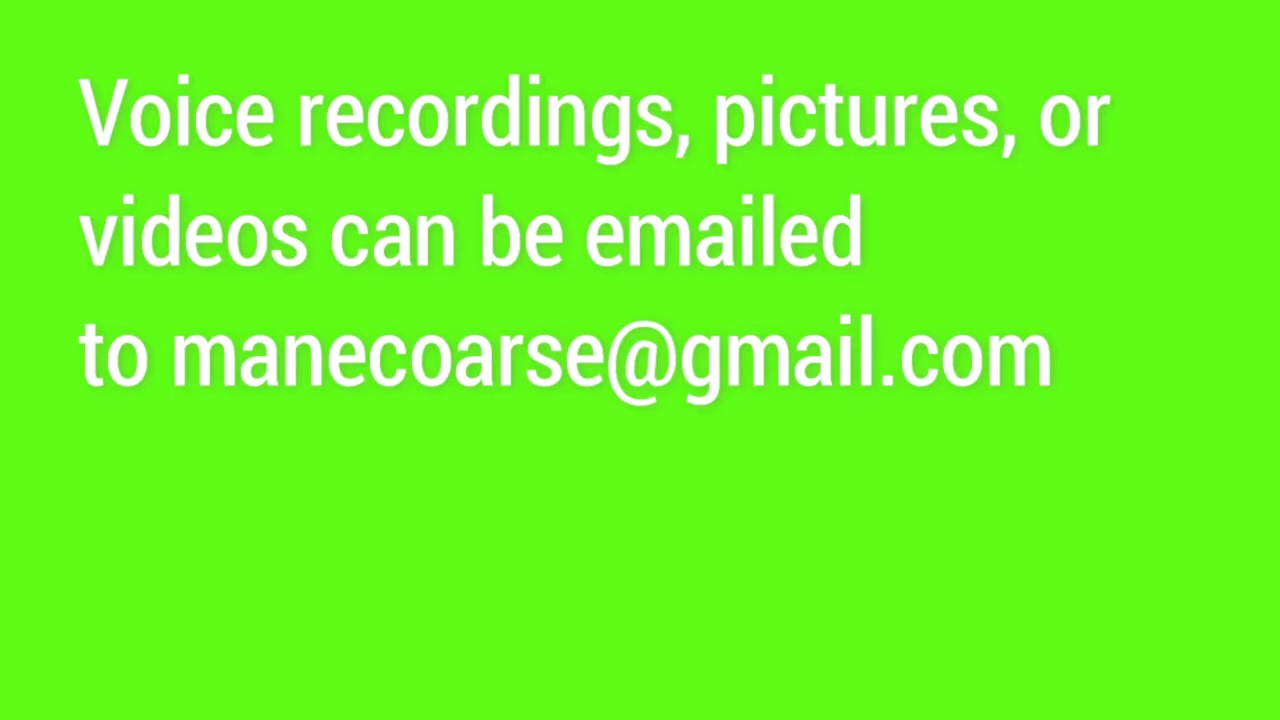 Voice recordings, pictures, or
videos can be emailed
to manecoarse@gmail.com